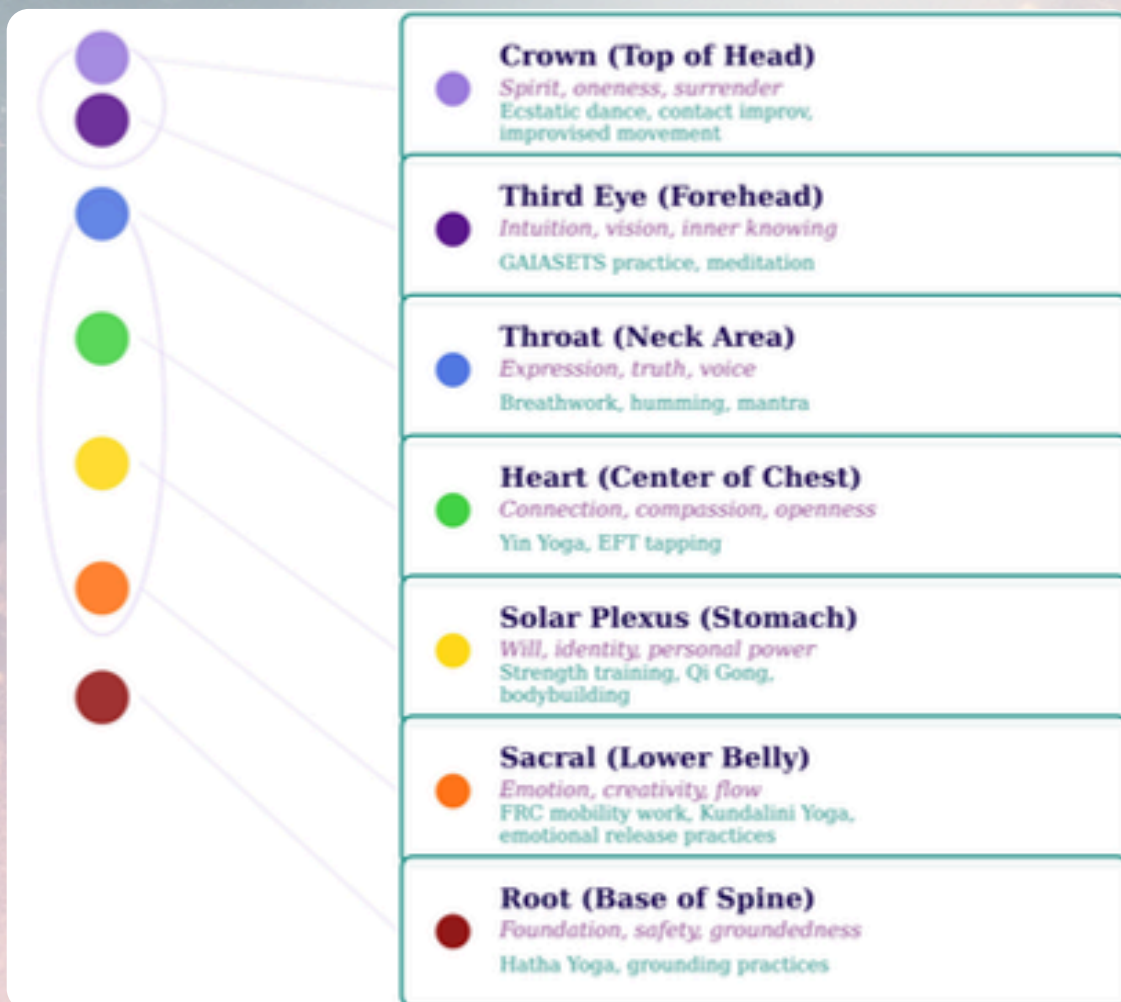 Crown (Top of Head)
Spirit, oneness, surrender
Ecstatic dance, contact improv,
improvised movement
Third Eye (Forehead)
Intuition, vision, inner knowing
GAIASETS practice, meditation
Throat (Neck Area)
Expression, truth, voice
Breathwork, humming, mantra
Heart (Center of Chest)
Connection, compassion, openness
Yin Yoga, EFT tapping
Solar Plexus (Stomach)
Will, identity, personal power
Strength training, Qi Gong,
bodybuilding
Sacral (Lower Belly)
Emotion, creativity, flow
FRC mobility work, Kundalini Yoga,
emotional release practices
Root (Base of Spine)
Foundation, safety, groundedness
Hatha Yoga, grounding practices